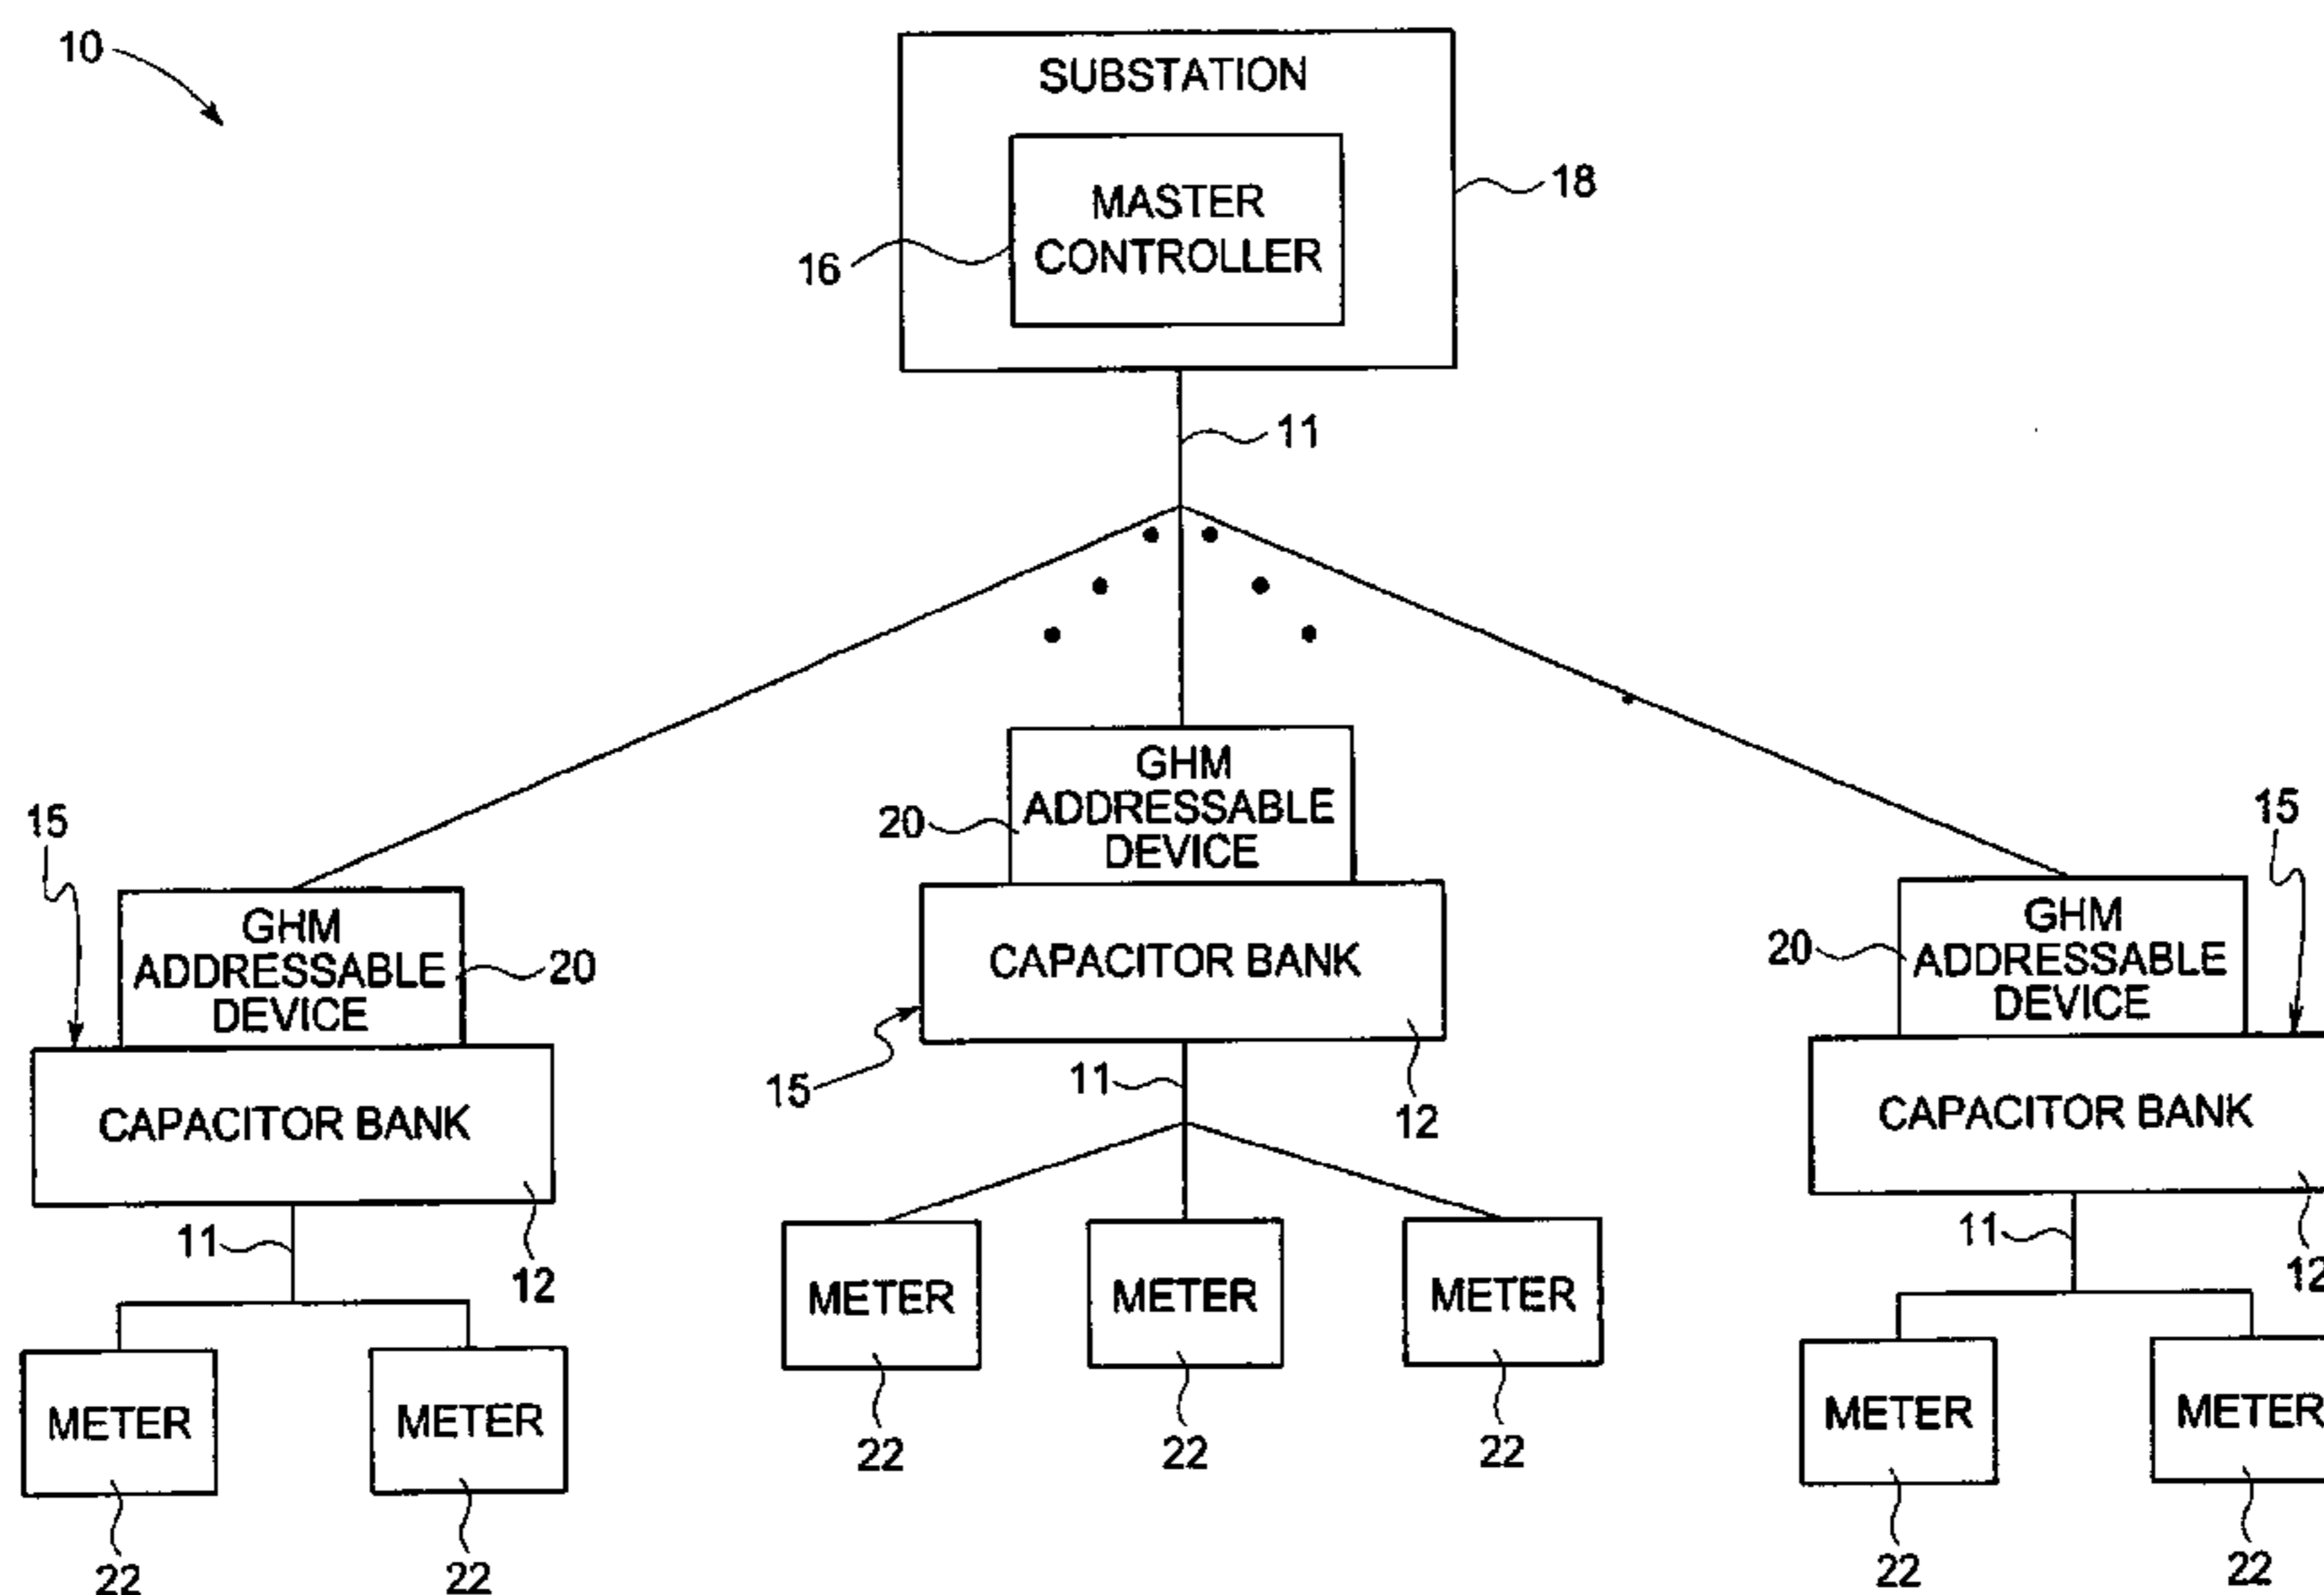 10
SUBSTATION
MASTER
CONTROLLER
18
16
11
GHM
ADDRESSABLE
DEVICE
20
CAPACITOR BANK
15
12
11
METER
METER
METER
22
22
22
15
GHM
ADDRESSABLE
DEVICE
20
CAPACITOR BANK
11
12
METER
METER
22
22
15
GHM
ADDRESSABLE
DEVICE
20
CAPACITOR BANK
11
12
METER
METER
22
22